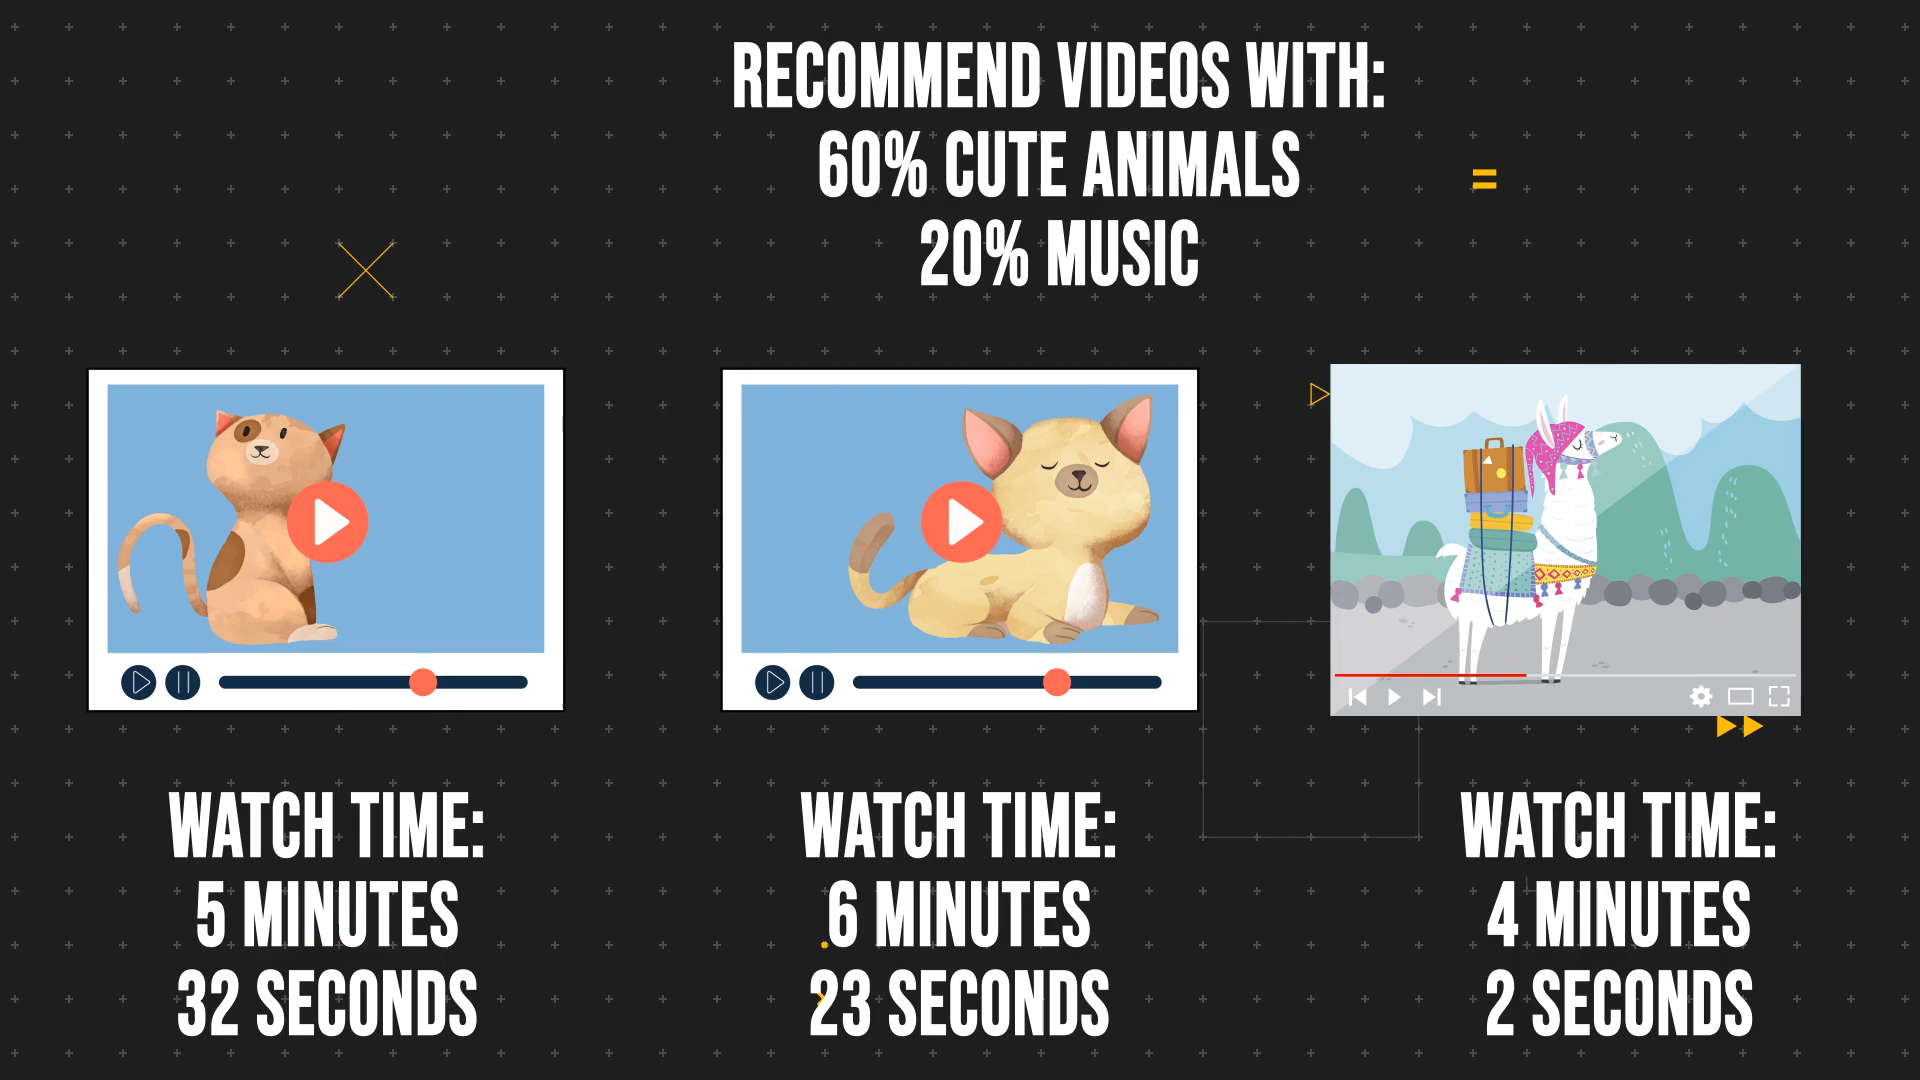 RECOMMEND VIDEOS WITH:
60% CUTE ANIMALS
20% MUSIC
WATCH TIME:
5 MINUTES
32 SECONDS
WATCH TIME:
6 MINUTES
23 SECONDS
WATCH TIME:
4 MINUTES
2 SECONDS